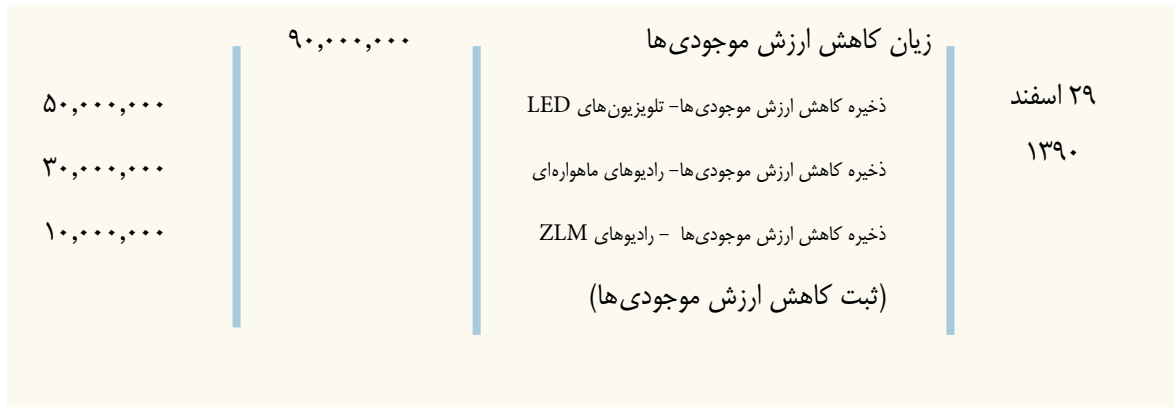 زیان کاهش ارزش موجودی‌ها ۹۰,۰۰۰,۰۰۰
۲۹ اسفند
ذخیره کاهش ارزش موجودی‌ها- تلویزیون‌های LED ۵۰,۰۰۰,۰۰۰
۱۳۹۰
ذخیره کاهش ارزش موجودی‌ها- رادیوهای ماهواره‌ای ۳۰,۰۰۰,۰۰۰
ذخیره کاهش ارزش موجودی‌ها - رادیوهای ZLM ۱۰,۰۰۰,۰۰۰
(ثبت کاهش ارزش موجودی‌ها)